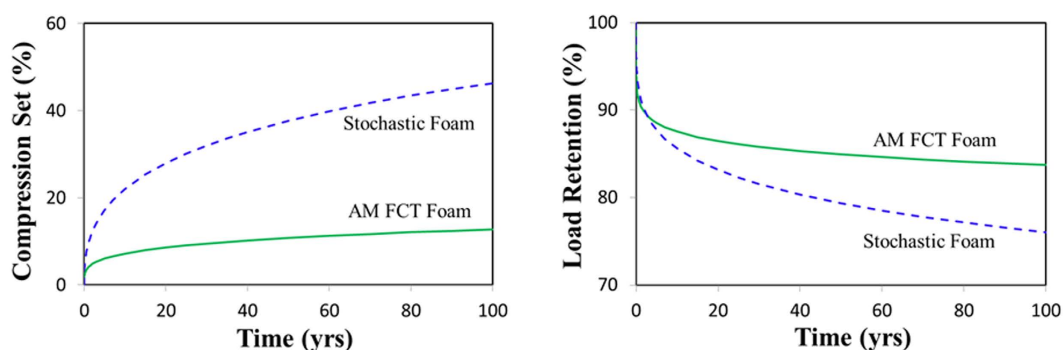 Compression Set (%)
60
40
20
0
Stochastic Foam
AM FCT Foam
0 20 40 60 80 100
Time (yrs)
Load Retention (%)
100
90
80
70
AM FCT Foam
Stochastic Foam
0 20 40 60 80 100
Time (yrs)